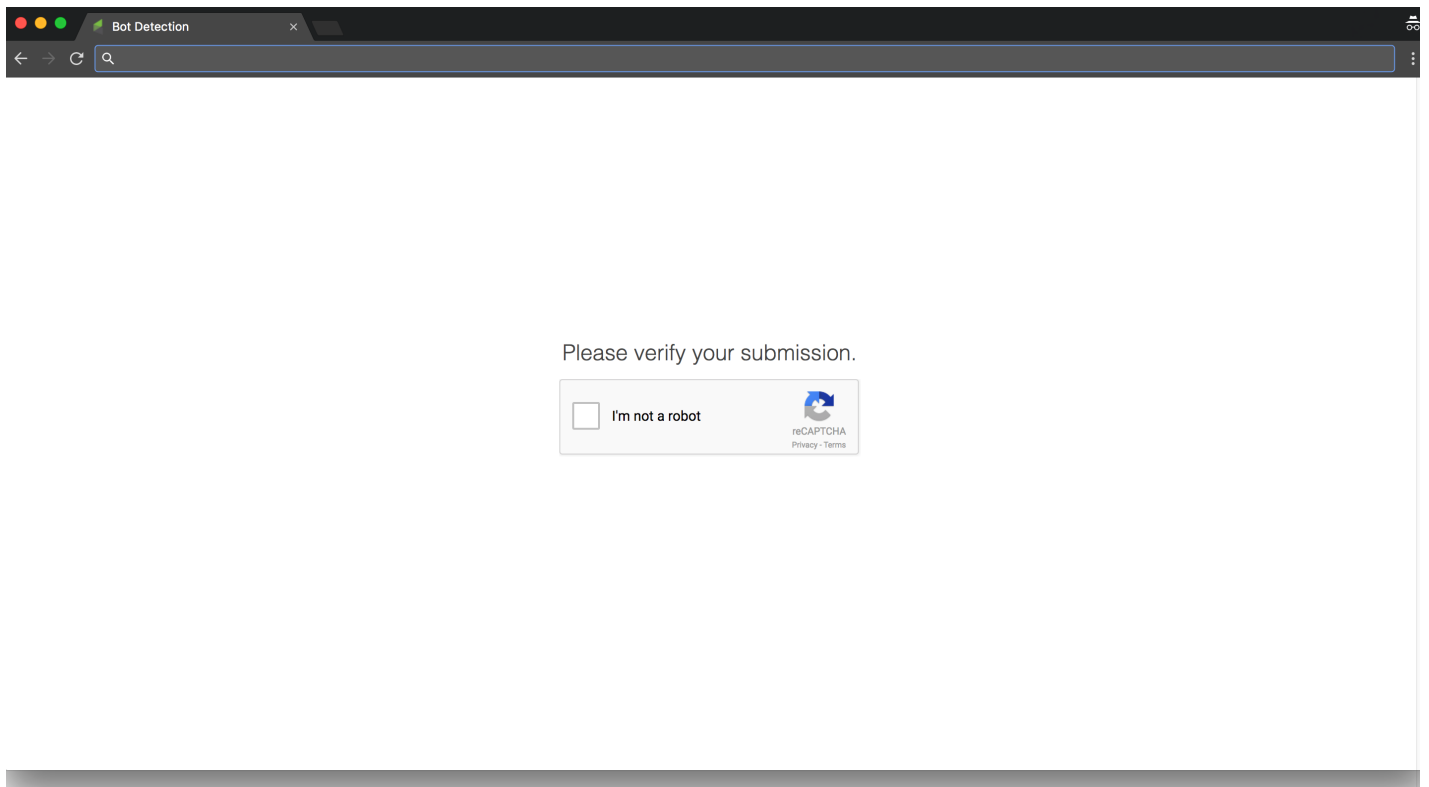 Bot Detection
Please verify your submission.
I'm not a robot
reCAPTCHA
Privacy - Terms